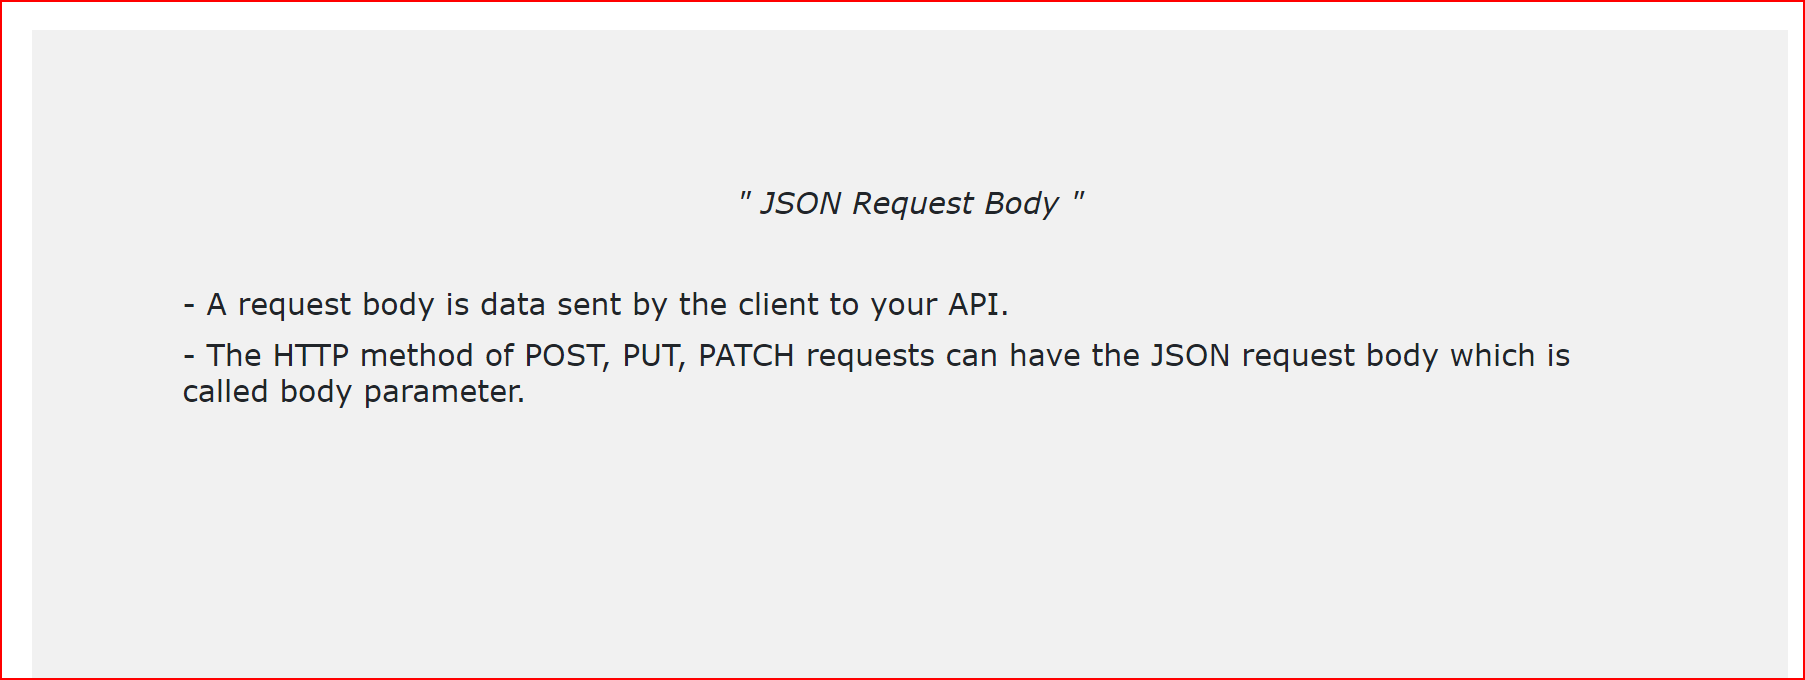 " JSON Request Body "
- A request body is data sent by the client to your API.
- The HTTP method of POST, PUT, PATCH requests can have the JSON request body which is
called body parameter.